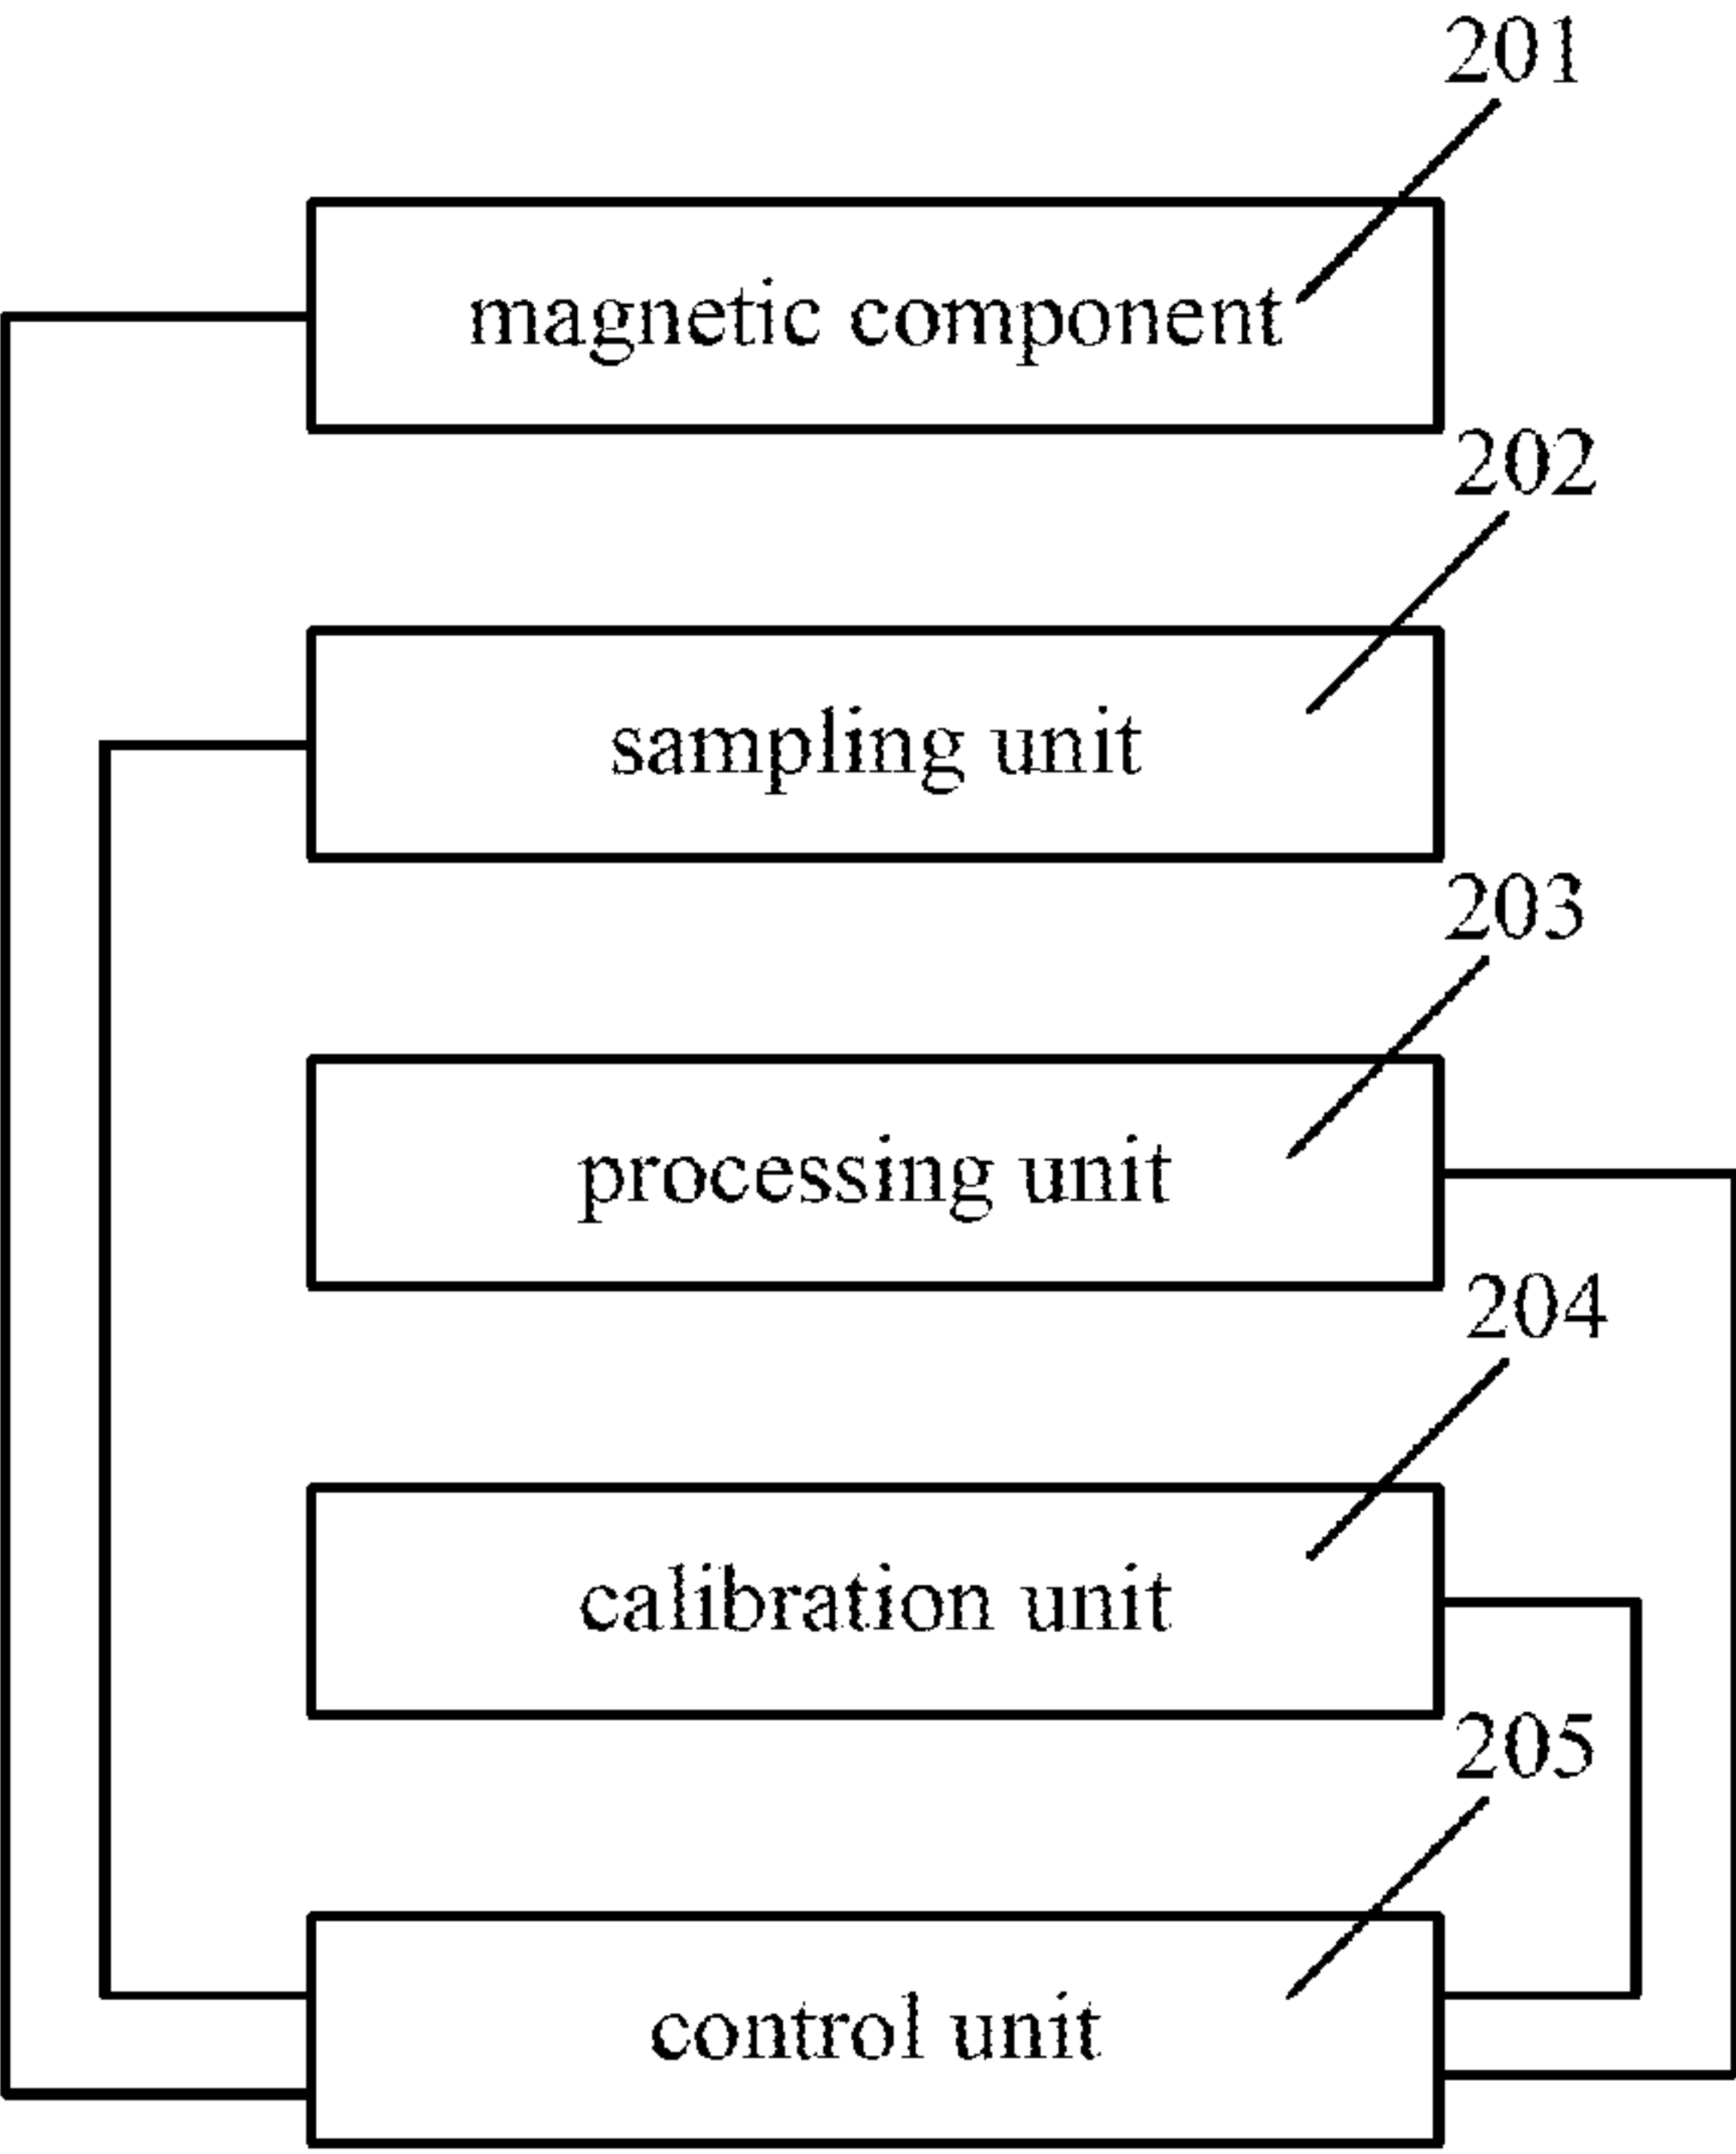 201
magnetic component
202
sampling unit
203
processing unit
204
calibration unit
205
control unit